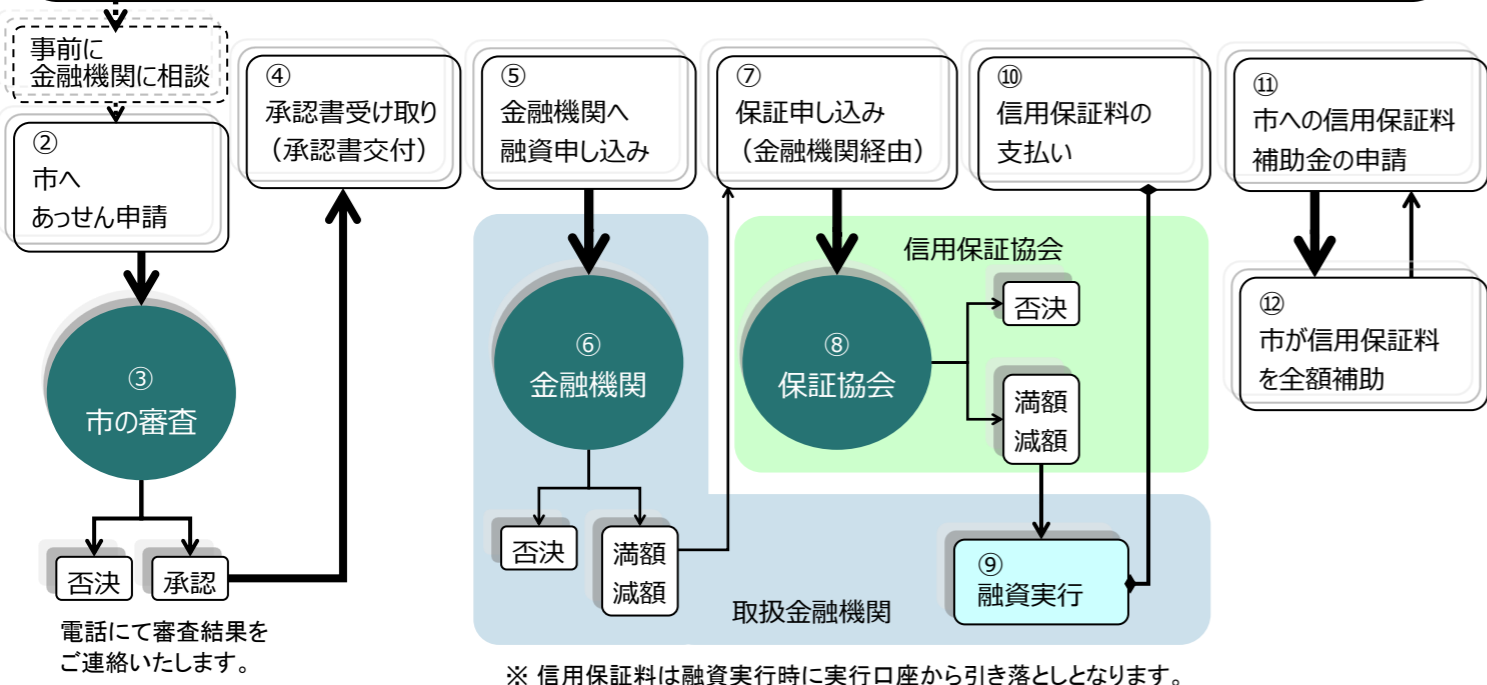 事前に
金融機関に相談
②
市へ
あっせん申請
③
市の審査
否決
承認
電話にて審査結果を
ご連絡いたします。
④
承認書受け取り
（承認書交付）
⑤
金融機関へ
融資申し込み
⑥
金融機関
否決
満額
減額
⑦
保証申し込み
（金融機関経由）
信用保証協会
⑧
保証協会
否決
満額
減額
⑨
融資実行
取扱金融機関
⑩
信用保証料の
支払い
⑪
市への信用保証料
補助金の申請
⑫
市が信用保証料
を全額補助
※ 信用保証料は融資実行時に実行口座から引き落としとなります。